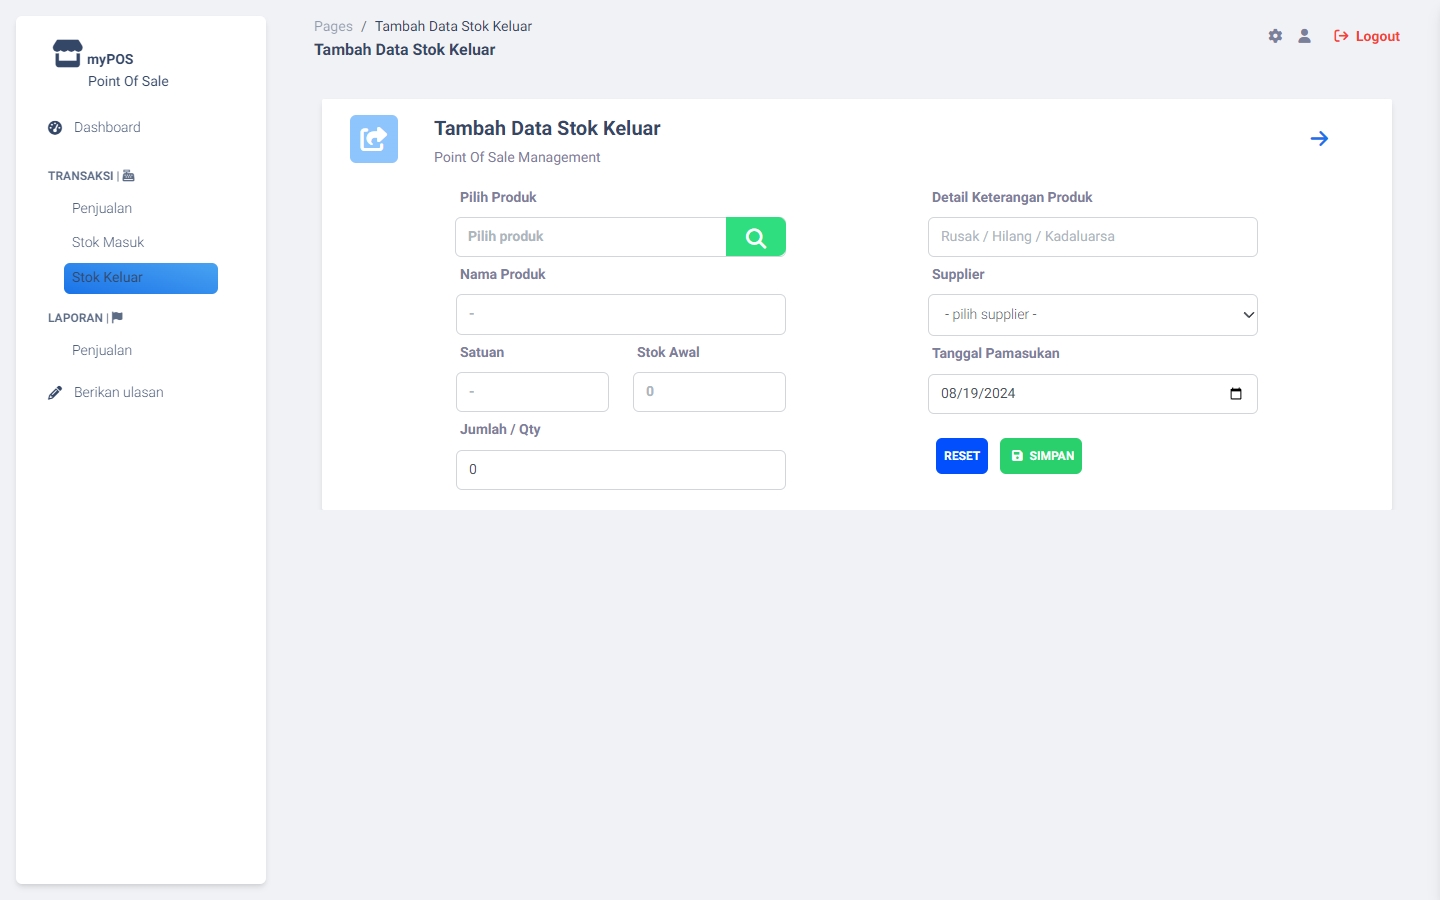 myPOS
Point Of Sale
Dashboard
TRANSAKSI |
Penjualan
Stok Masuk
Stok Keluar
LAPORAN |
Penjualan
Berikan ulasan
Pages / Tambah Data Stok Keluar
Tambah Data Stok Keluar
Logout
Tambah Data Stok Keluar
Point Of Sale Management
Pilih Produk
Pilih produk
Nama Produk
-
Satuan Stok Awal
- 0
Jumlah / Qty
0
Detail Keterangan Produk
Rusak / Hilang / Kadaluarsa
Supplier
- pilih supplier -
Tanggal Pamasukan
08/19/2024
RESET SIMPAN